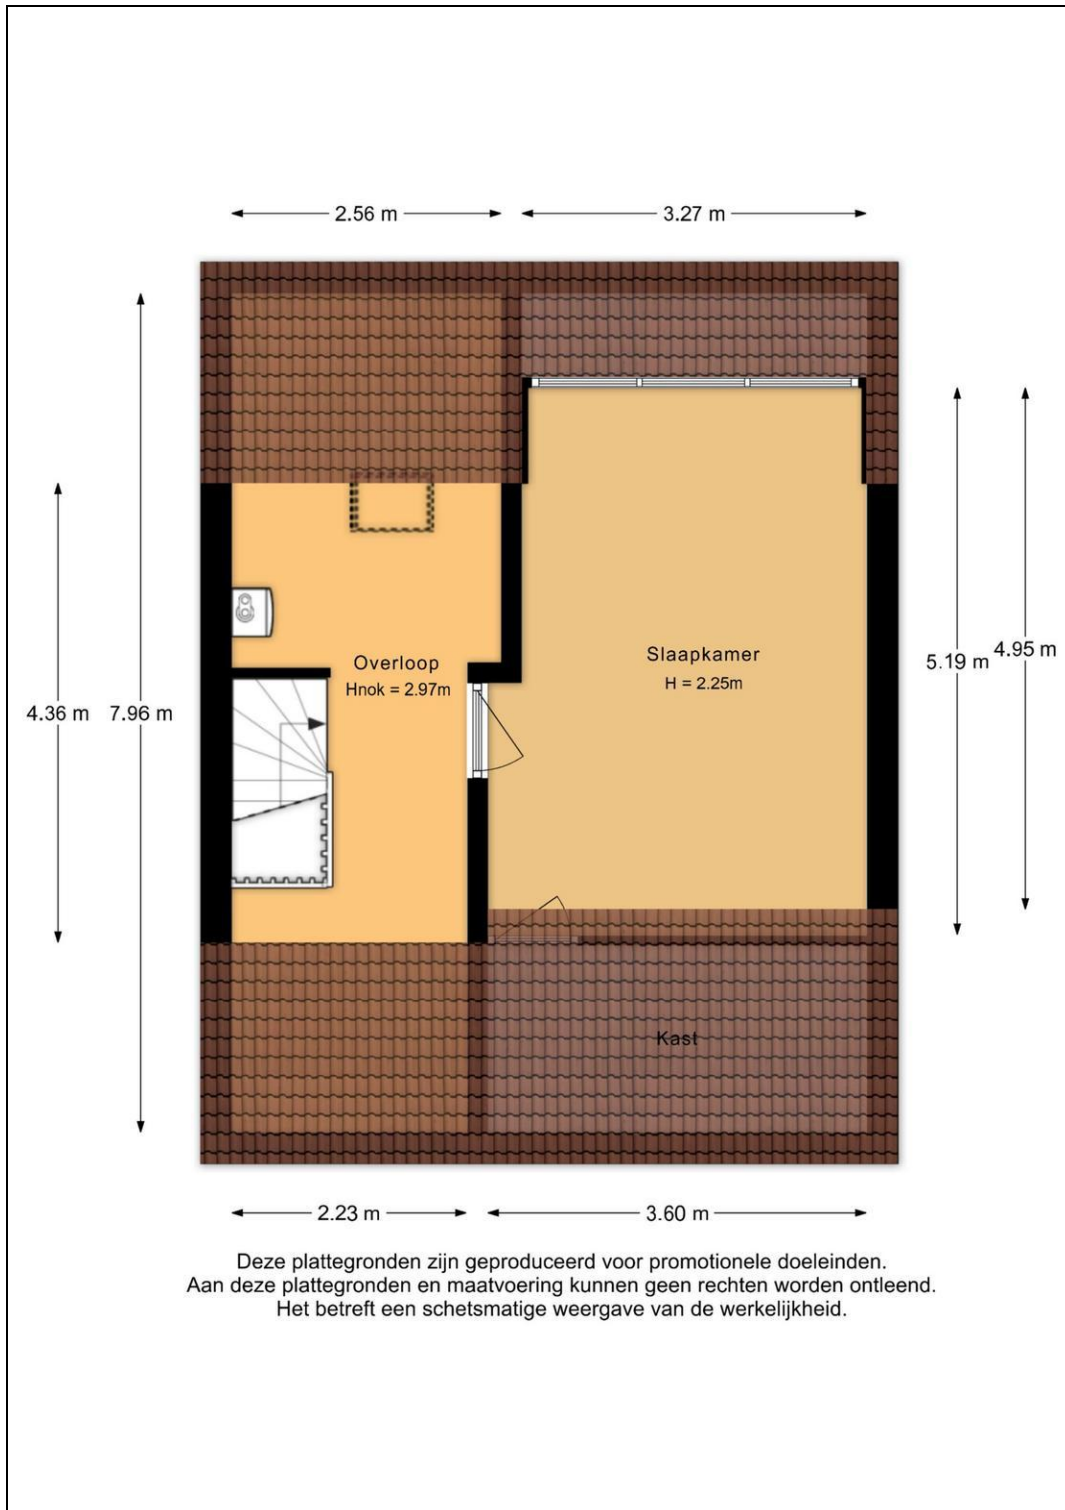 2.56 m
3.27 m
Overloop
Hnok = 2.97m
Slaapkamer
H = 2.25m
4.36 m
7.96 m
5.19 m
4.95 m
Kast
2.23 m
3.60 m
Deze plattegronden zijn geproduceerd voor promotionele doeleinden.
Aan deze plattegronden en maatvoering kunnen geen rechten worden ontleend.
Het betreft een schetsmatige weergave van de werkelijkheid.